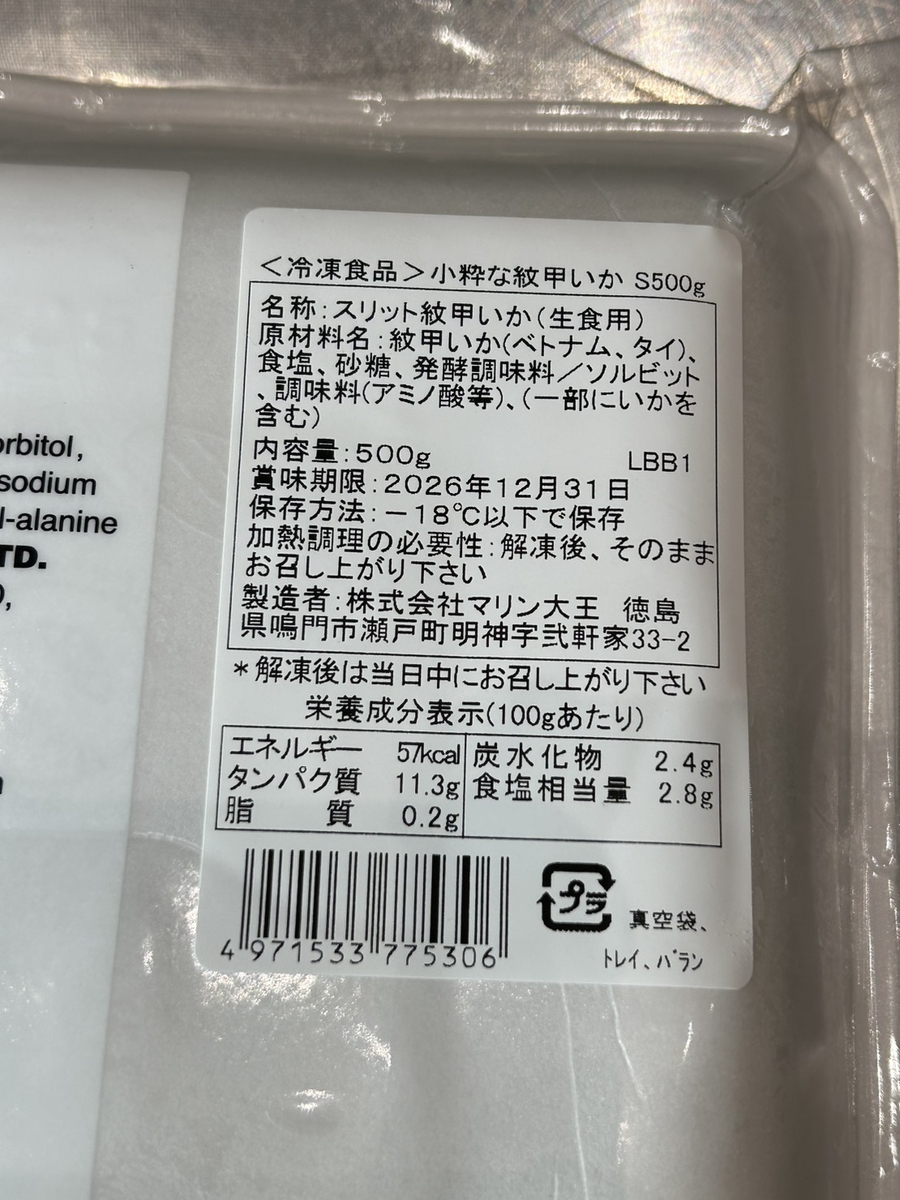 ＜冷凍食品＞小粋な紋甲いか S500g
名称:スリット紋甲いか(生食用)
原材料名:紋甲いか(ベトナム、タイ)、
食塩、砂糖、発酵調味料／ソルビット
、調味料(アミノ酸等)、(一部にいかを
含む)
内容量:500g LBB1
賞味期限:2026年12月31日
保存方法:－18℃以下で保存
加熱調理の必要性:解凍後、そのまま
お召し上がり下さい
製造者:株式会社マリン大王 徳島
県鳴門市瀬戸町明神字弐軒家33-2
＊解凍後は当日中にお召し上がり下さい
栄養成分表示(100gあたり)
エネルギー 57kcal 炭水化物 2.4g
タンパク質 11.3g 食塩相当量 2.8g
脂質 0.2g
4971533775306
プラ
真空袋、
トレイ、バラン
orbitol,
sodium
l-alanine
TD.